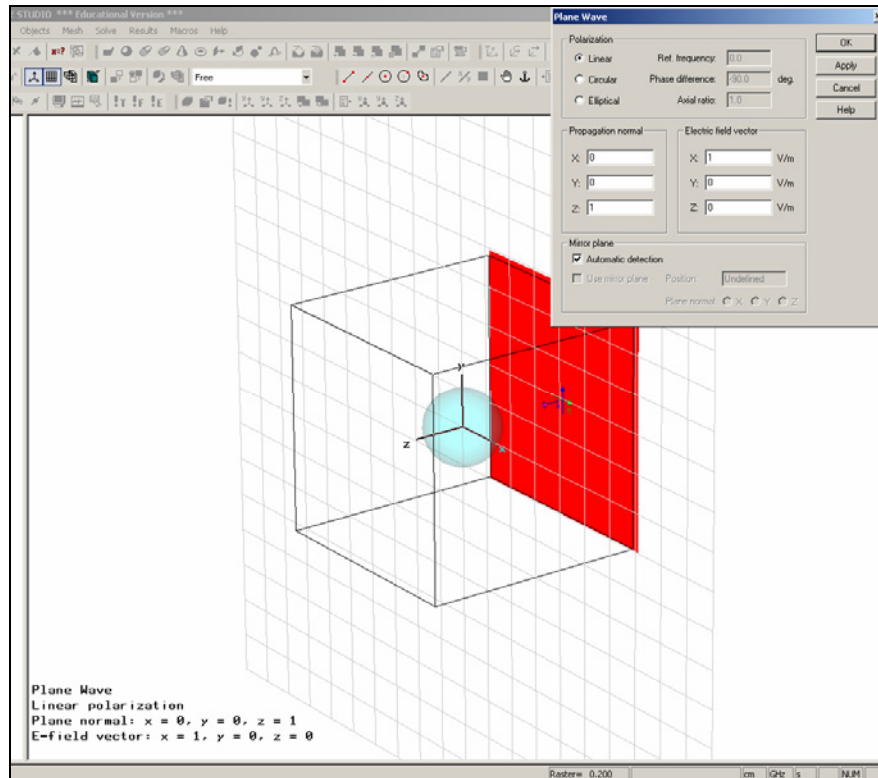 E STUDIO *** Educational Version ***
Objects Mesh Solve Results Macros Help
Free
Plane Wave
OK
Apply
Cancel
Help
Polarization
Linear
Circular
Elliptical
Ref. frequency: 0.0
Phase difference: -90.0 deg.
Axial ratio: 1.0
Propagation normal
X: 0
Y: 0
Z: 1
Electric field vector
X: 1 V/m
Y: 0 V/m
Z: 0 V/m
Mirror plane
Automatic detection
Use mirror plane Position: Undefined
Plane normal: X Y Z
y
z
x
Plane Wave
Linear polarization
Plane normal: x = 0, y = 0, z = 1
E-field vector: x = 1, y = 0, z = 0
Raster= 0.200 cm GHz s NUM